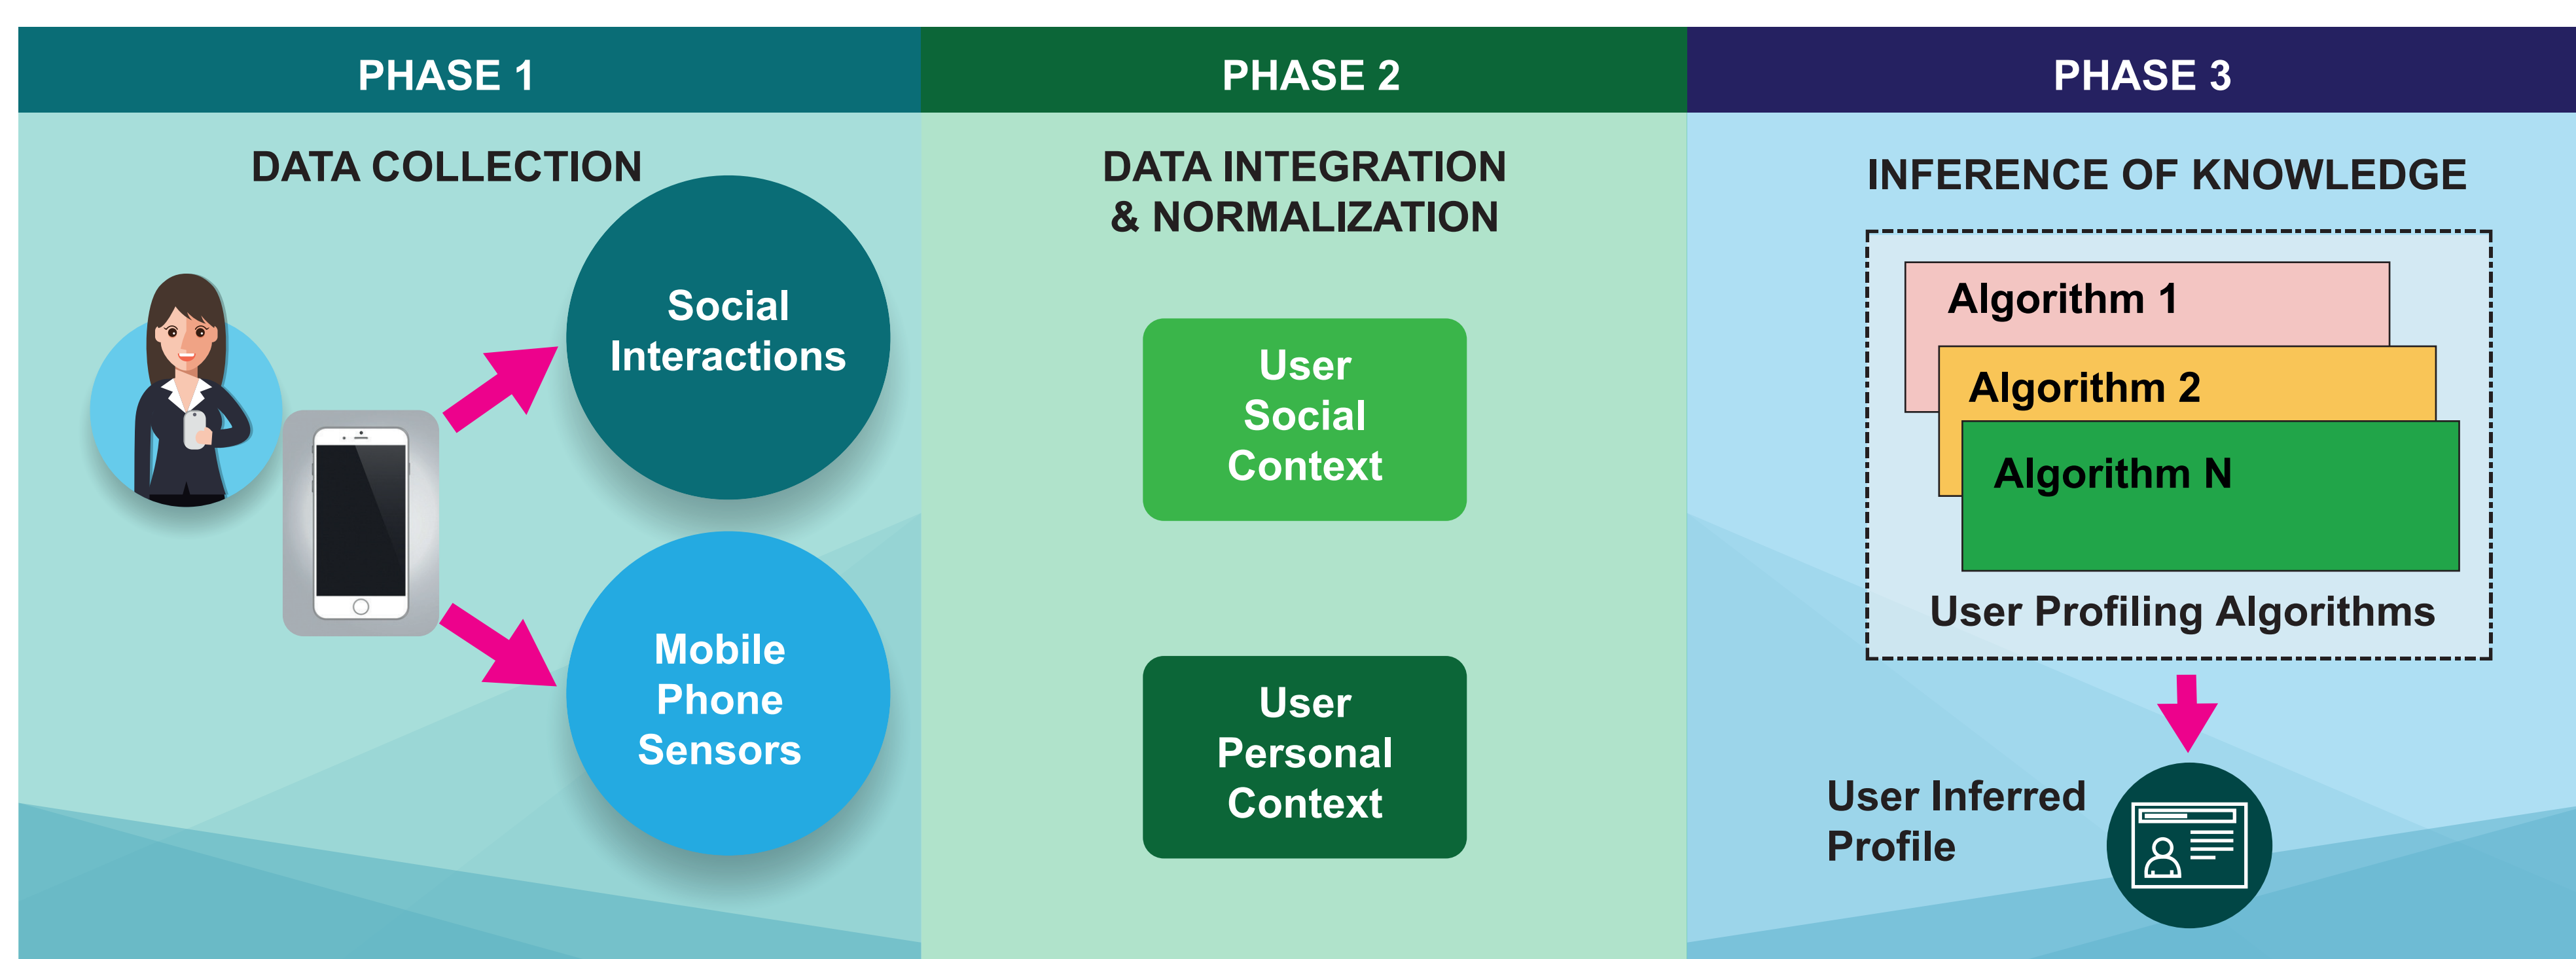 PHASE 1
DATA COLLECTION
Social
Interactions
Mobile
Phone
Sensors
PHASE 2
DATA INTEGRATION
& NORMALIZATION
User
Social
Context
User
Personal
Context
PHASE 3
INFERENCE OF KNOWLEDGE
Algorithm 1
Algorithm 2
Algorithm N
User Profiling Algorithms
User Inferred
Profile